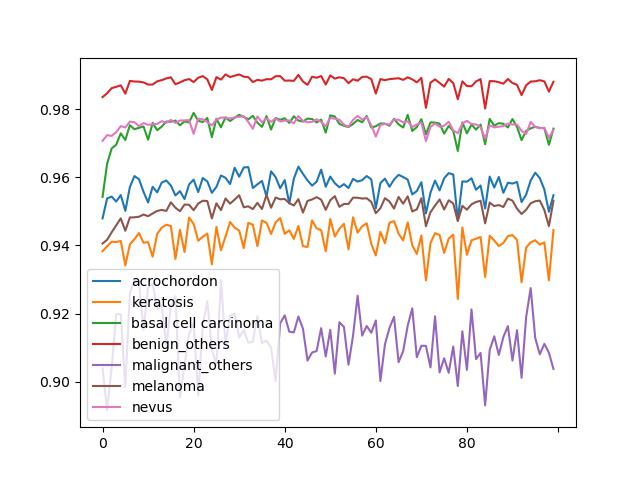 0.98
0.96
0.94
0.92
0.90
acrochordon
keratosis
basal cell carcinoma
benign_others
malignant_others
melanoma
nevus
0 20 40 60 80